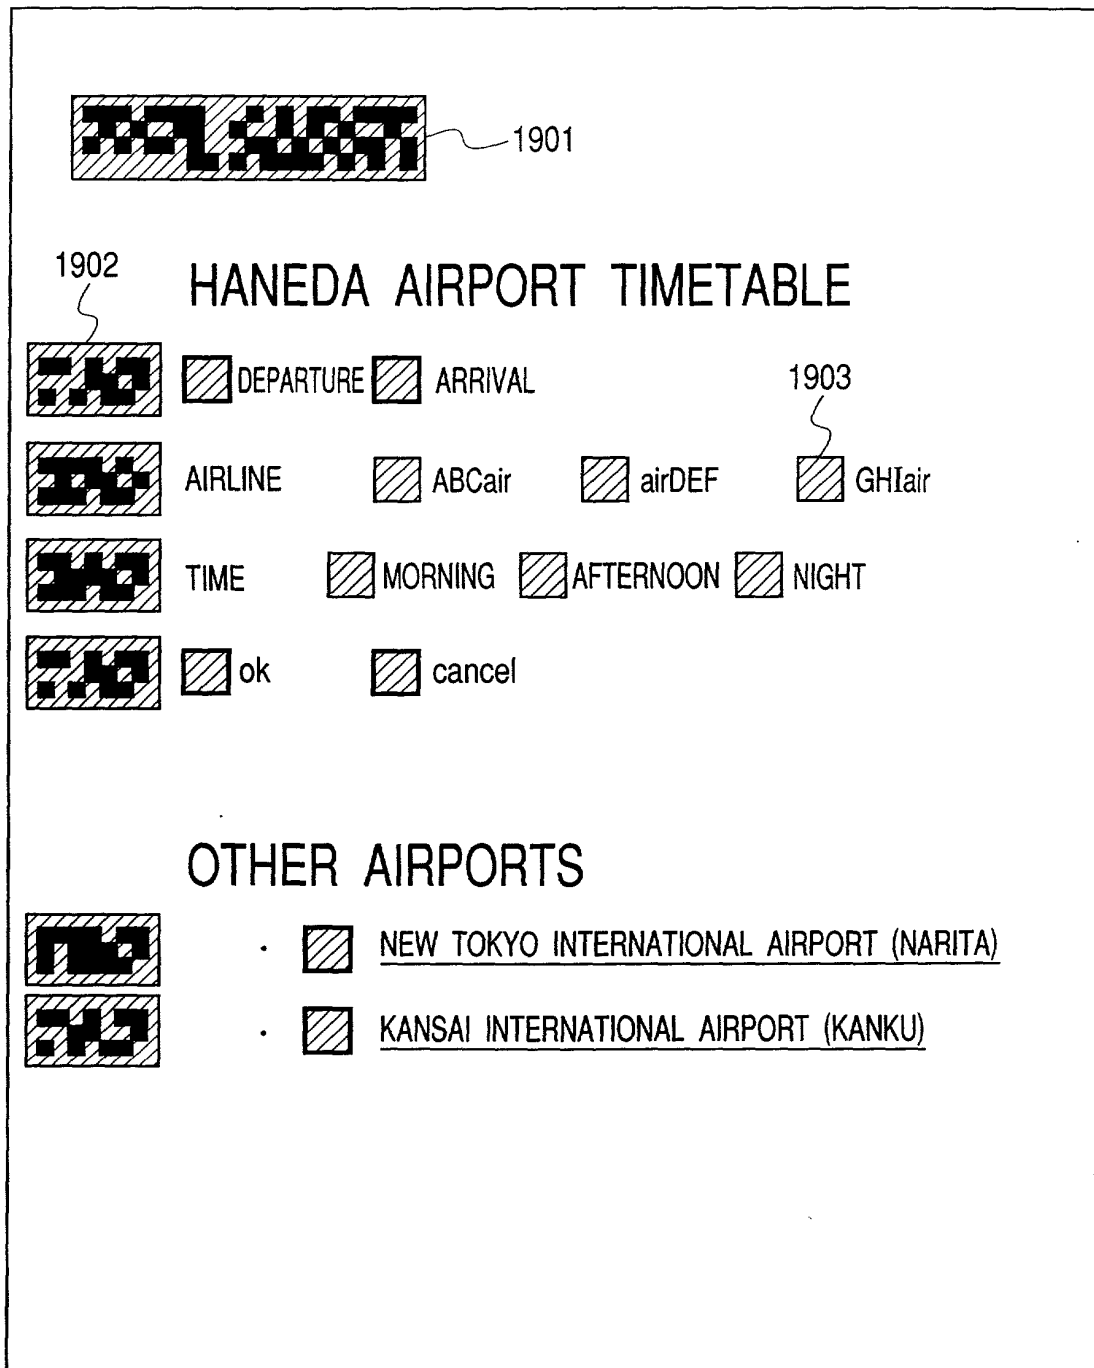 1901
1902
HANEDA AIRPORT TIMETABLE
DEPARTURE ARRIVAL
1903
AIRLINE ABCair airDEF GHIair
TIME MORNING AFTERNOON NIGHT
ok cancel
OTHER AIRPORTS
· NEW TOKYO INTERNATIONAL AIRPORT (NARITA)
· KANSAI INTERNATIONAL AIRPORT (KANKU)